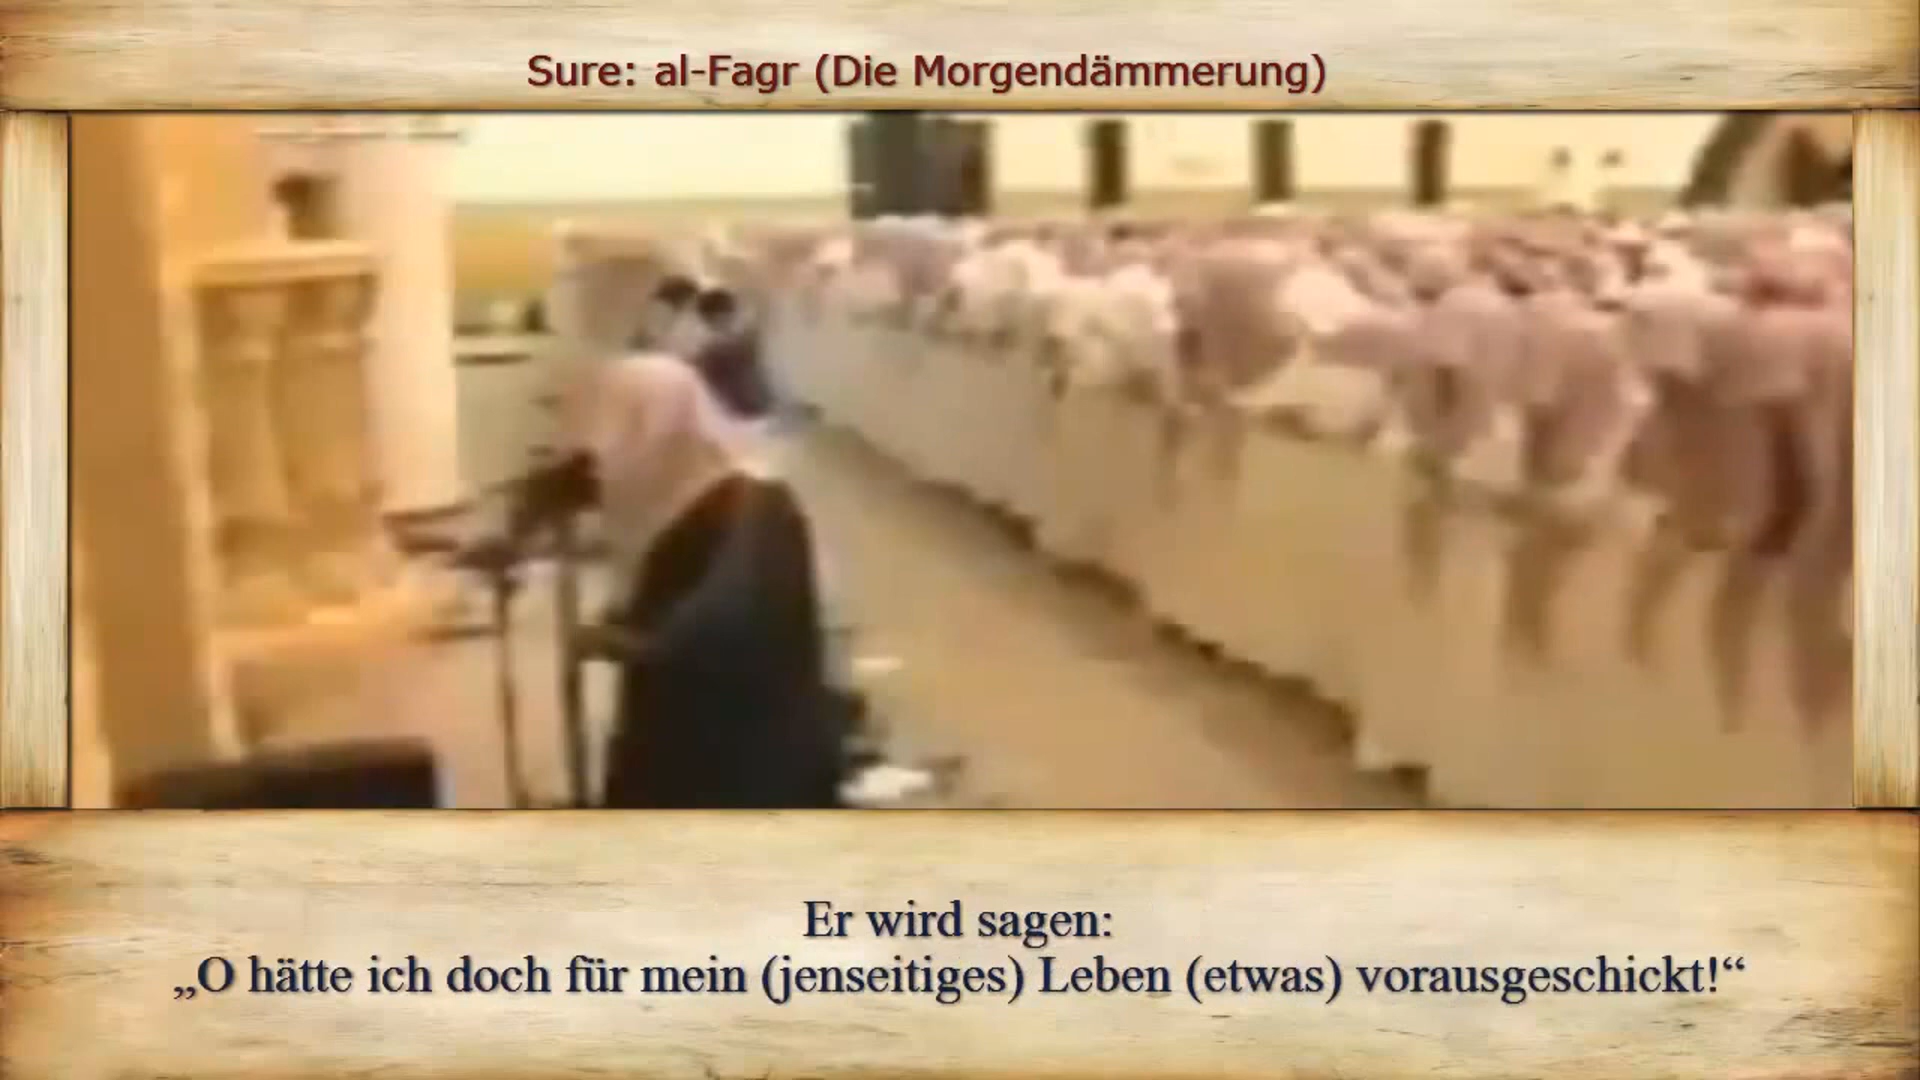 Sure: al-Fagr (Die Morgendämmerung)
Er wird sagen:
„O hätte ich doch für mein (jenseitiges) Leben (etwas) vorausgeschickt!“